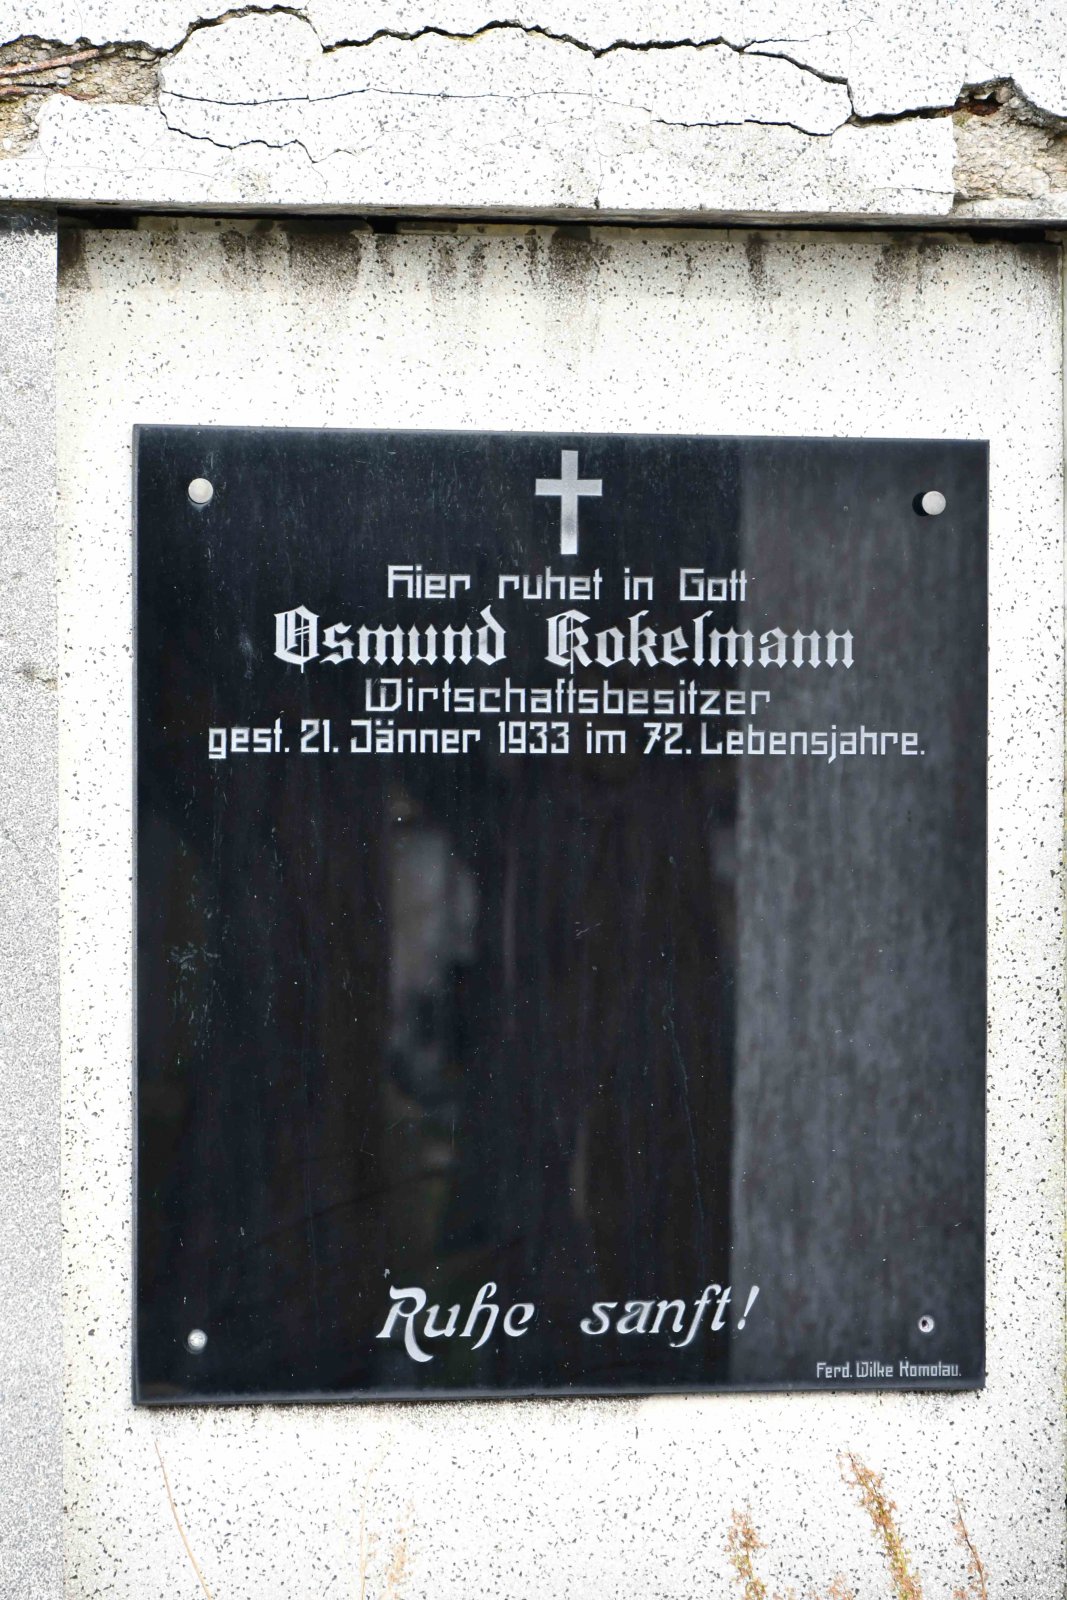 Hier ruhet in Gott
Osmund Kokelmann
Wirtschaftsbesitzer
gest. 21. Jänner 1933 im 72. Lebensjahre.
Ruhe sanft!
Ferd. Wilke Komotau.